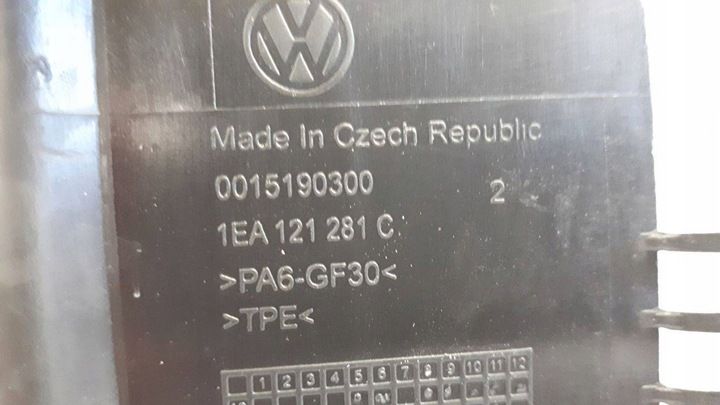 Made In Czech Republic
0015190300 2
1EA 121 281 C
>PA6-GF30<
>TPE<
1 2 3 4 5 6 7 8 9 10 11 12